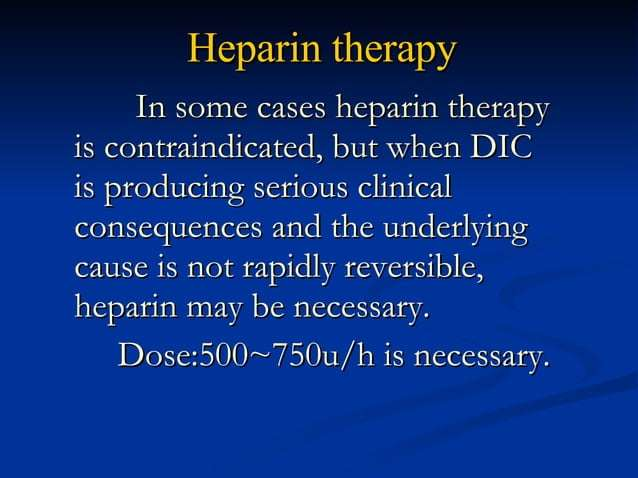 Heparin therapy
In some cases heparin therapy
is contraindicated, but when DIC
is producing serious clinical
consequences and the underlying
cause is not rapidly reversible,
heparin may be necessary.
Dose:500~750u/h is necessary.